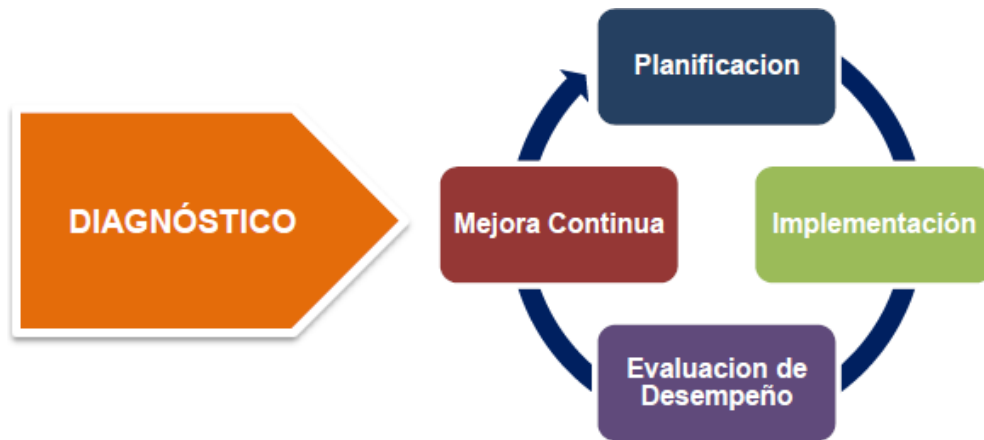 Planificacion
DIAGNÓSTICO
Mejora Continua
Implementación
Evaluacion de
Desempeño